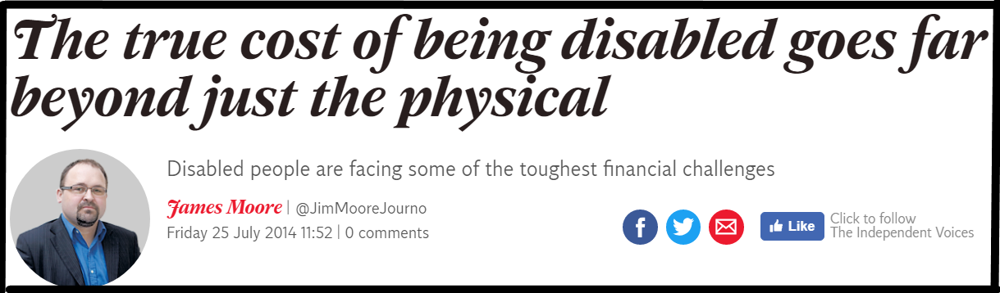 The true cost of being disabled goes far
beyond just the physical
Disabled people are facing some of the toughest financial challenges
James Moore | @JimMooreJourno
Friday 25 July 2014 11:52 | 0 comments
f Like Click to follow
The Independent Voices